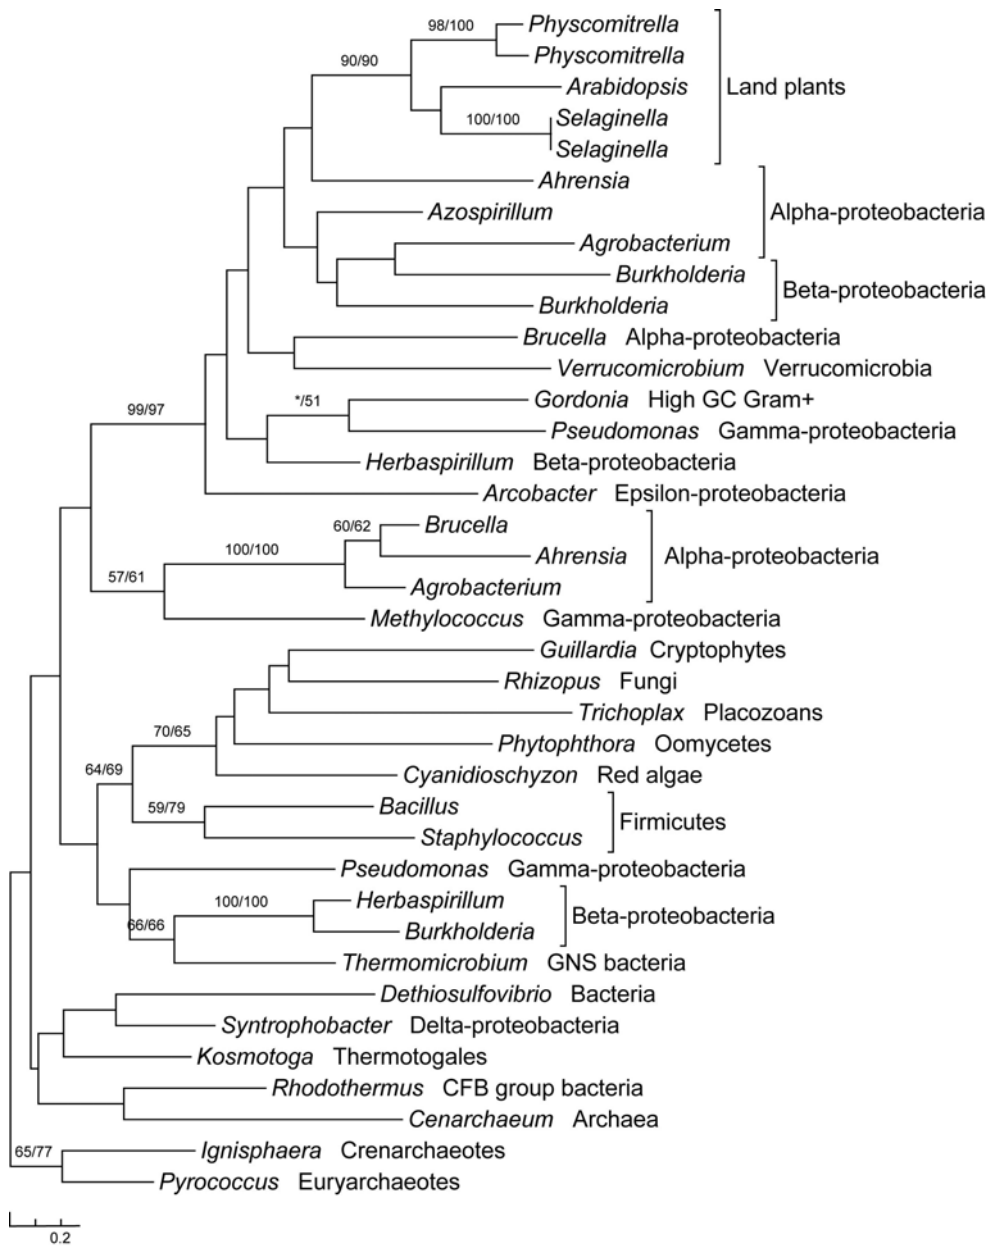 98/100
Physcomitrella
Physcomitrella
90/90
Arabidopsis
Land plants
100/100
Selaginella
Selaginella
Ahrensia
Azospirillum
Alpha-proteobacteria
Agrobacterium
Burkholderia
Beta-proteobacteria
Burkholderia
Brucella Alpha-proteobacteria
Verrucomicrobium Verrucomicrobia
99/97
*/51
Gordonia High GC Gram+
Pseudomonas Gamma-proteobacteria
Herbaspirillum Beta-proteobacteria
Arcobacter Epsilon-proteobacteria
60/62
Brucella
100/100
Ahrensia
Alpha-proteobacteria
57/61
Agrobacterium
Methylococcus Gamma-proteobacteria
Guillardia Cryptophytes
Rhizopus Fungi
Trichoplax Placozoans
70/65
Phytophthora Oomycetes
64/69
Cyanidioschyzon Red algae
59/79
Bacillus
Firmicutes
Staphylococcus
Pseudomonas Gamma-proteobacteria
100/100
Herbaspirillum
Beta-proteobacteria
66/66
Burkholderia
Thermomicrobium GNS bacteria
Dethiosulfovibrio Bacteria
Syntrophobacter Delta-proteobacteria
Kosmotoga Thermotogales
Rhodothermus CFB group bacteria
Cenarchaeum Archaea
65/77
Ignisphaera Crenarchaeotes
Pyrococcus Euryarchaeotes
0.2